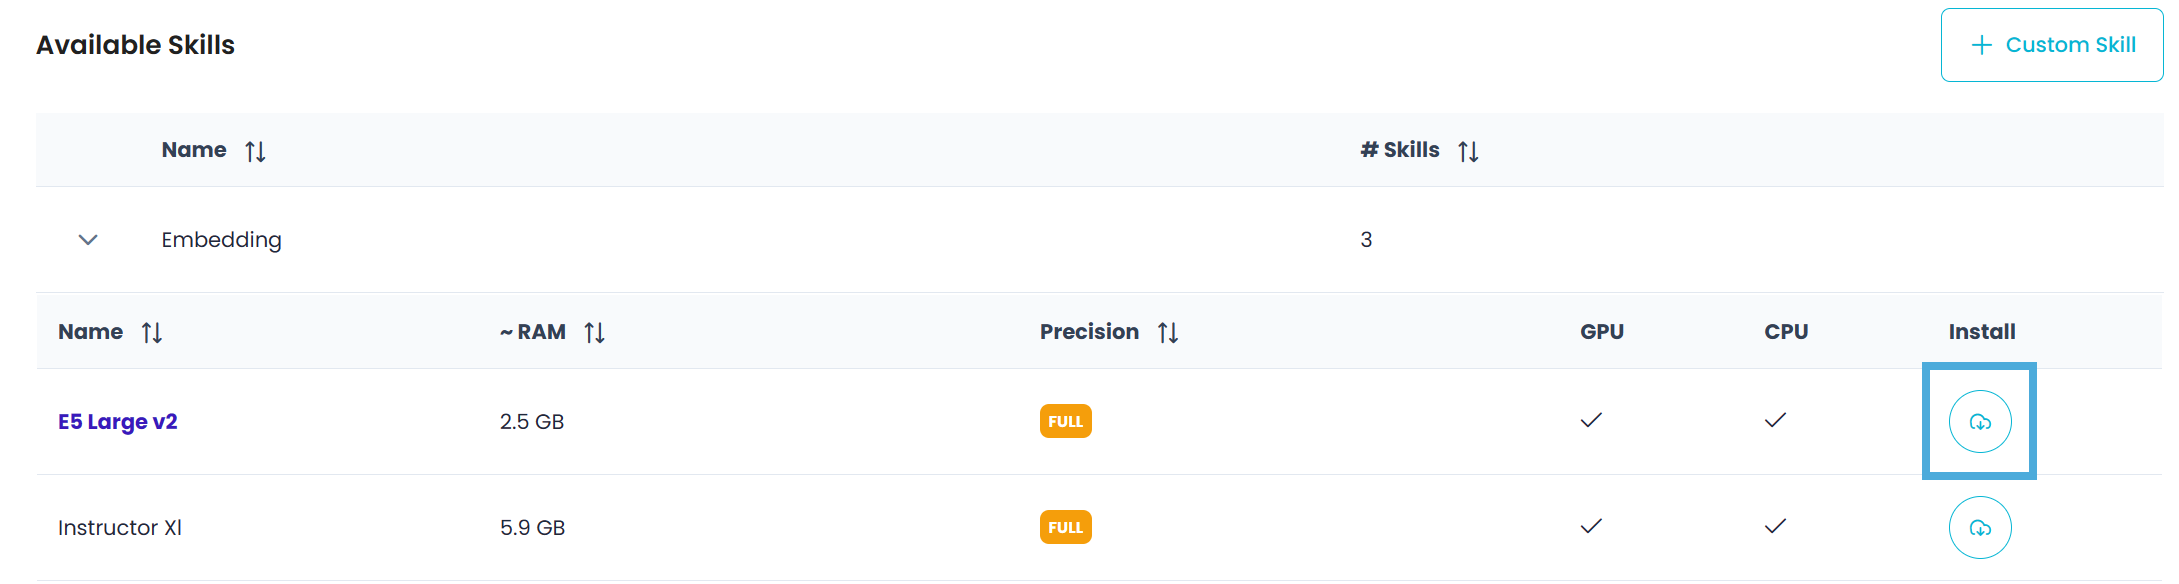 Available Skills
+ Custom Skill
Name # Skills
Embedding 3
Name ~ RAM Precision GPU CPU Install
E5 Large v2 2.5 GB FULL
Instructor Xl 5.9 GB FULL